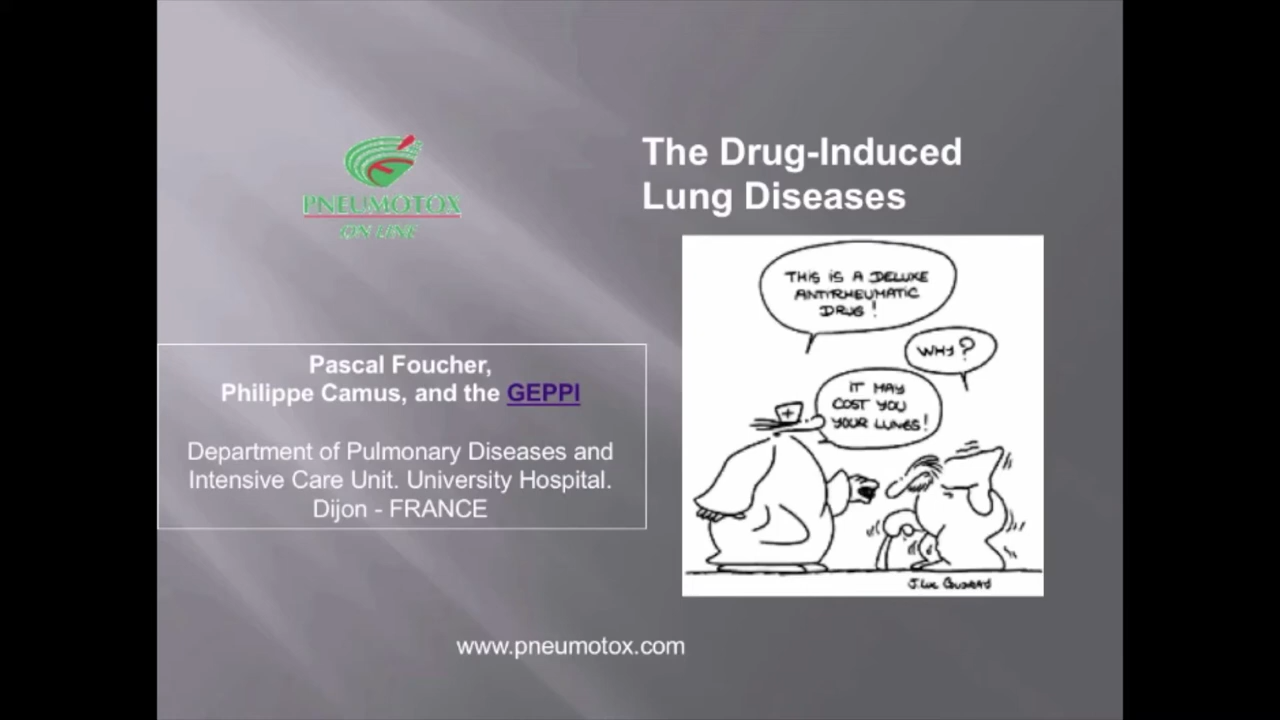 PNEUMOTOX
ON LINE
The Drug-Induced
Lung Diseases
THIS IS A DELUXE
ANTIRHEUMATIC
DRUG!
WHY?
IT MAY
COST YOU
YOUR LUNGS!
Pascal Foucher,
Philippe Camus, and the GEPPI
Department of Pulmonary Diseases and
Intensive Care Unit. University Hospital.
Dijon - FRANCE
www.pneumotox.com